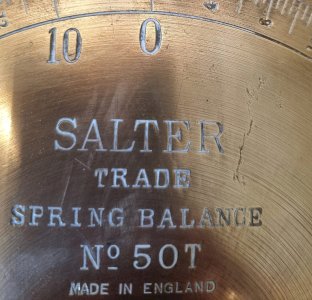 10 0
SALTER
TRADE
SPRING BALANCE
Nº 50T
MADE IN ENGLAND